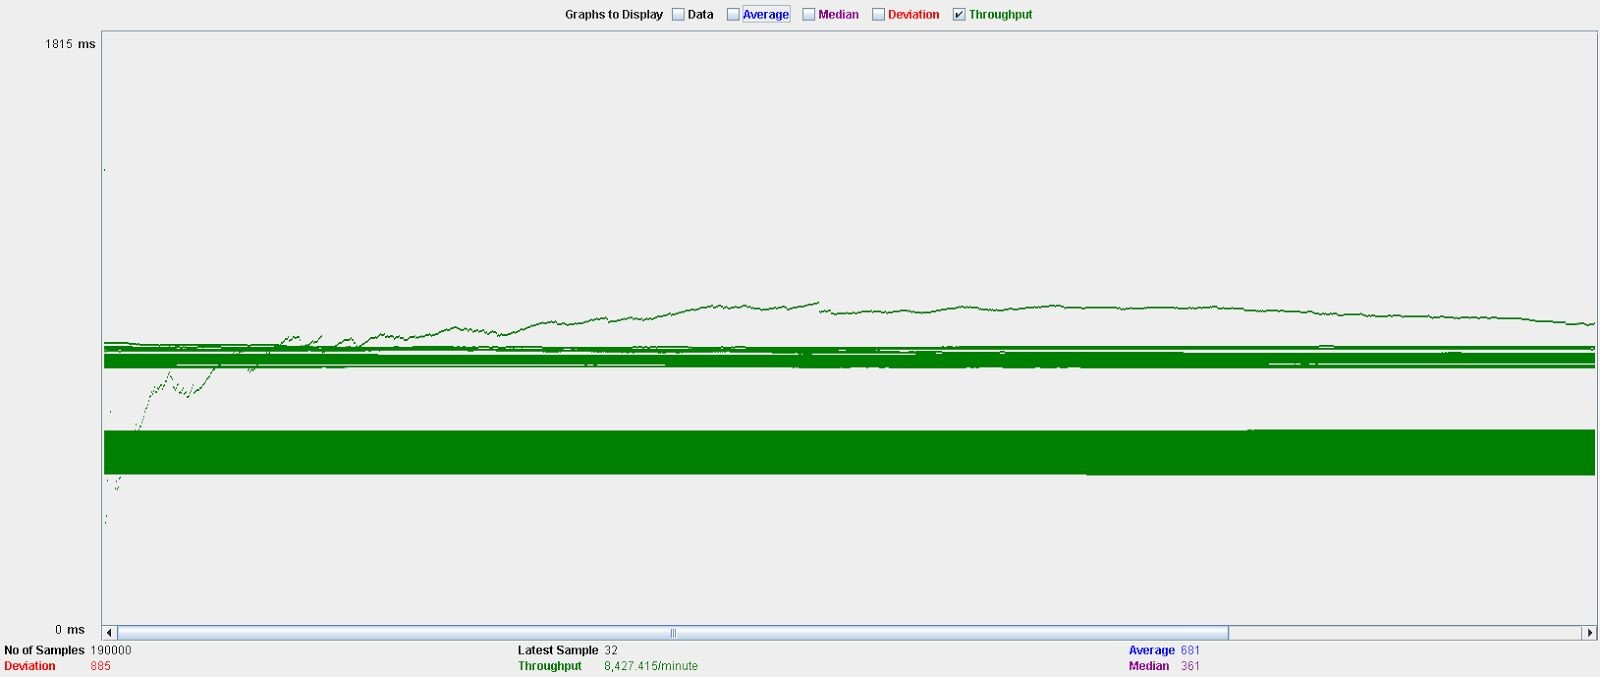 Graphs to Display Data Average Median Deviation Throughput
1815 ms
0 ms
No of Samples 190000 Latest Sample 32 Average 681
Deviation 885 Throughput 8,427.415/minute Median 361